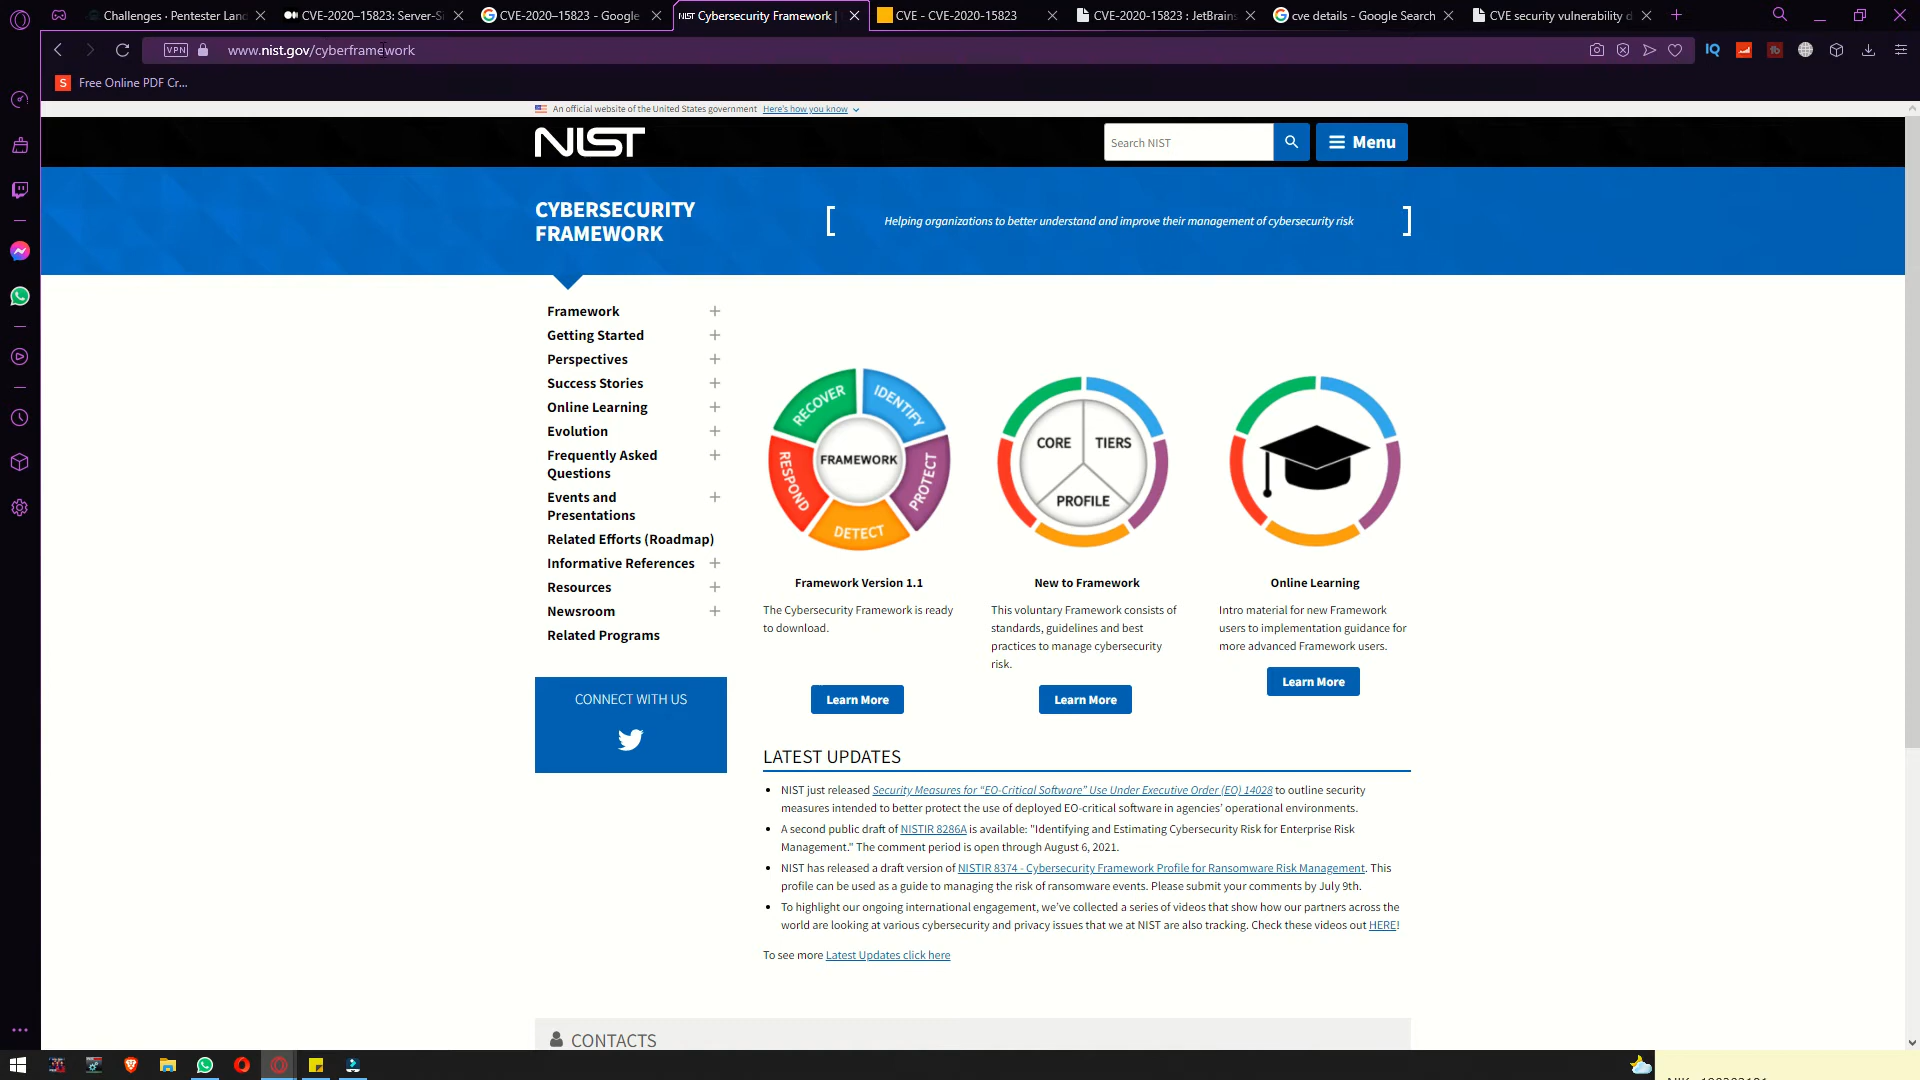 Challenges · Pentester Lan
CVE-2020–15823: Server-S
CVE-2020–15823 - Google
NIST Cybersecurity Framework |
CVE - CVE-2020-15823
CVE-2020-15823 : JetBrains
cve details - Google Search
CVE security vulnerability d
VPN
www.nist.gov/cyberframework
IQ
S Free Online PDF Cr...
An official website of the United States government Here's how you know
NIST
Search NIST
Menu
CYBERSECURITY
FRAMEWORK
[ Helping organizations to better understand and improve their management of cybersecurity risk ]
Framework
Getting Started
Perspectives
Success Stories
Online Learning
Evolution
Frequently Asked
Questions
Events and
Presentations
Related Efforts (Roadmap)
Informative References
Resources
Newsroom
Related Programs
CONNECT WITH US
RECOVER
IDENTIFY
PROTECT
DETECT
RESPOND
FRAMEWORK
CORE
TIERS
PROFILE
Framework Version 1.1
The Cybersecurity Framework is ready
to download.
Learn More
New to Framework
This voluntary Framework consists of
standards, guidelines and best
practices to manage cybersecurity
risk.
Learn More
Online Learning
Intro material for new Framework
users to implementation guidance for
more advanced Framework users.
Learn More
LATEST UPDATES
NIST just released Security Measures for “EO-Critical Software” Use Under Executive Order (EO) 14028 to outline security
measures intended to better protect the use of deployed EO-critical software in agencies’ operational environments.
A second public draft of NISTIR 8286A is available: "Identifying and Estimating Cybersecurity Risk for Enterprise Risk
Management." The comment period is open through August 6, 2021.
NIST has released a draft version of NISTIR 8374 - Cybersecurity Framework Profile for Ransomware Risk Management. This
profile can be used as a guide to managing the risk of ransomware events. Please submit your comments by July 9th.
To highlight our ongoing international engagement, we’ve collected a series of videos that show how our partners across the
world are looking at various cybersecurity and privacy issues that we at NIST are also tracking. Check these videos out HERE!
To see more Latest Updates click here
CONTACTS